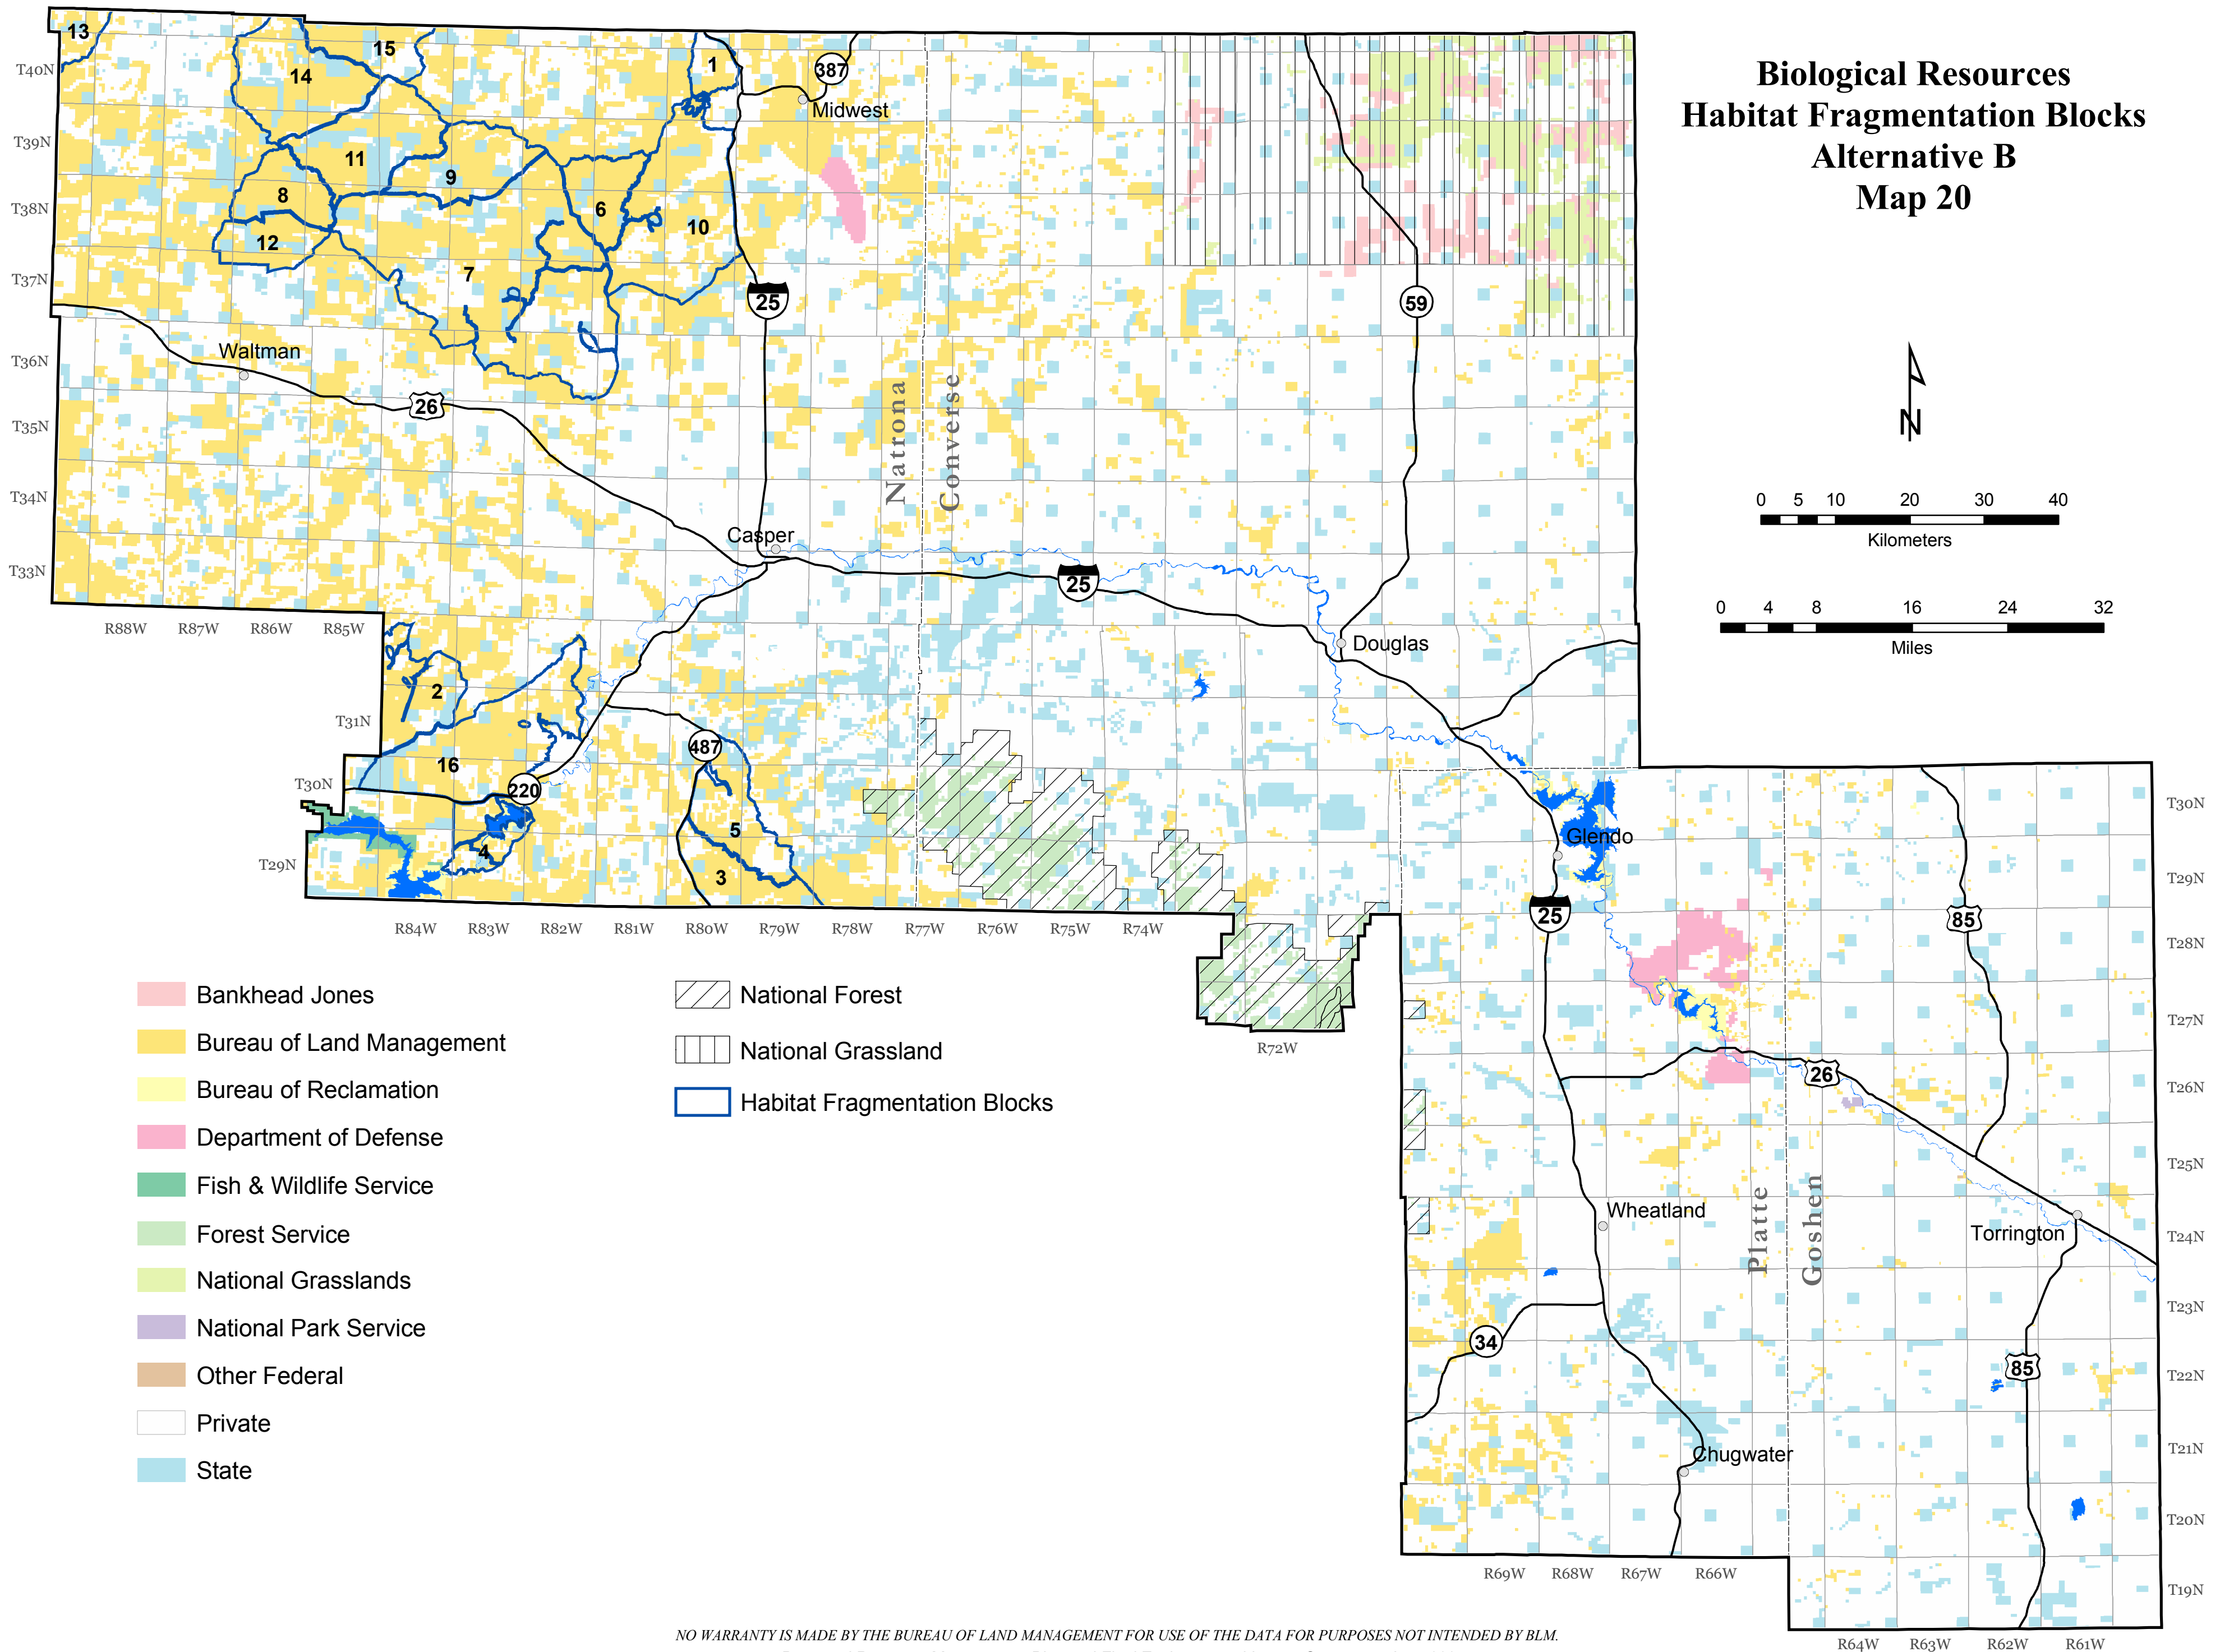 Biological Resources
Habitat Fragmentation Blocks
Alternative B
Map 20
N
0 5 10 20 30 40
Kilometers
0 4 8 16 24 32
Miles
13
15
14
1
387
Midwest
11
9
8
6
10
12
7
25
59
Waltman
26
Natrona
Converse
Casper
25
Douglas
2
16
487
220
5
4
3
Glendo
25
85
26
Wheatland
Platte
Goshen
Torrington
34
85
Chugwater
T40N
T39N
T38N
T37N
T36N
T35N
T34N
T33N
R88W R87W R86W R85W
T31N
T30N
T29N
R84W R83W R82W R81W R80W R79W R78W R77W R76W R75W R74W
R72W
T30N
T29N
T28N
T27N
T26N
T25N
T24N
T23N
T22N
T21N
T20N
T19N
R69W R68W R67W R66W
R64W R63W R62W R61W
Bankhead Jones
Bureau of Land Management
Bureau of Reclamation
Department of Defense
Fish & Wildlife Service
Forest Service
National Grasslands
National Park Service
Other Federal
Private
State
National Forest
National Grassland
Habitat Fragmentation Blocks
NO WARRANTY IS MADE BY THE BUREAU OF LAND MANAGEMENT FOR USE OF THE DATA FOR PURPOSES NOT INTENDED BY BLM.